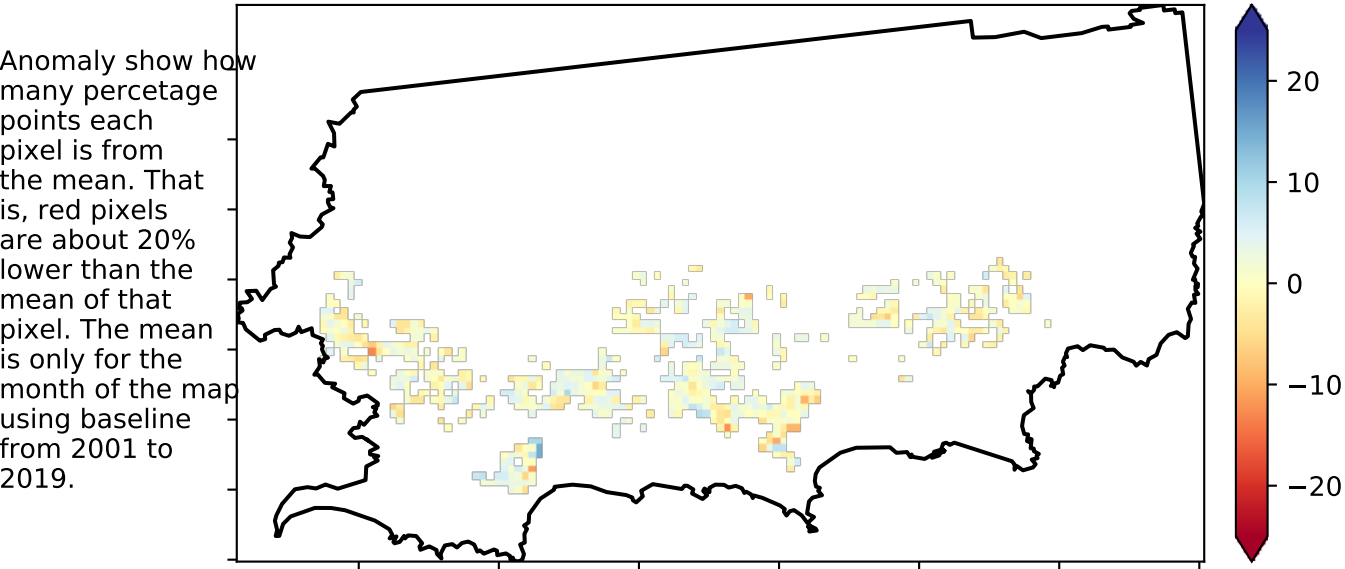 Anomaly show how
many percetage
points each
pixel is from
the mean. That
is, red pixels
are about 20%
lower than the
mean of that
pixel. The mean
is only for the
month of the map
using baseline
from 2001 to
2019.
20
10
0
−10
−20